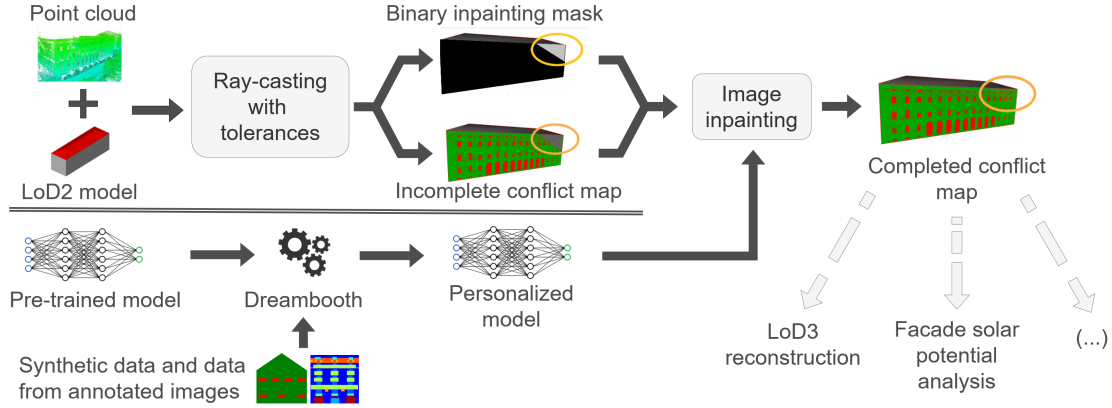 Point cloud
LoD2 model
Ray-casting
with
tolerances
Binary inpainting mask
Incomplete conflict map
Image
inpainting
Completed conflict
map
Pre-trained model
Dreambooth
Personalized
model
Synthetic data and data
from annotated images
LoD3
reconstruction
Facade solar
potential
analysis
(...)